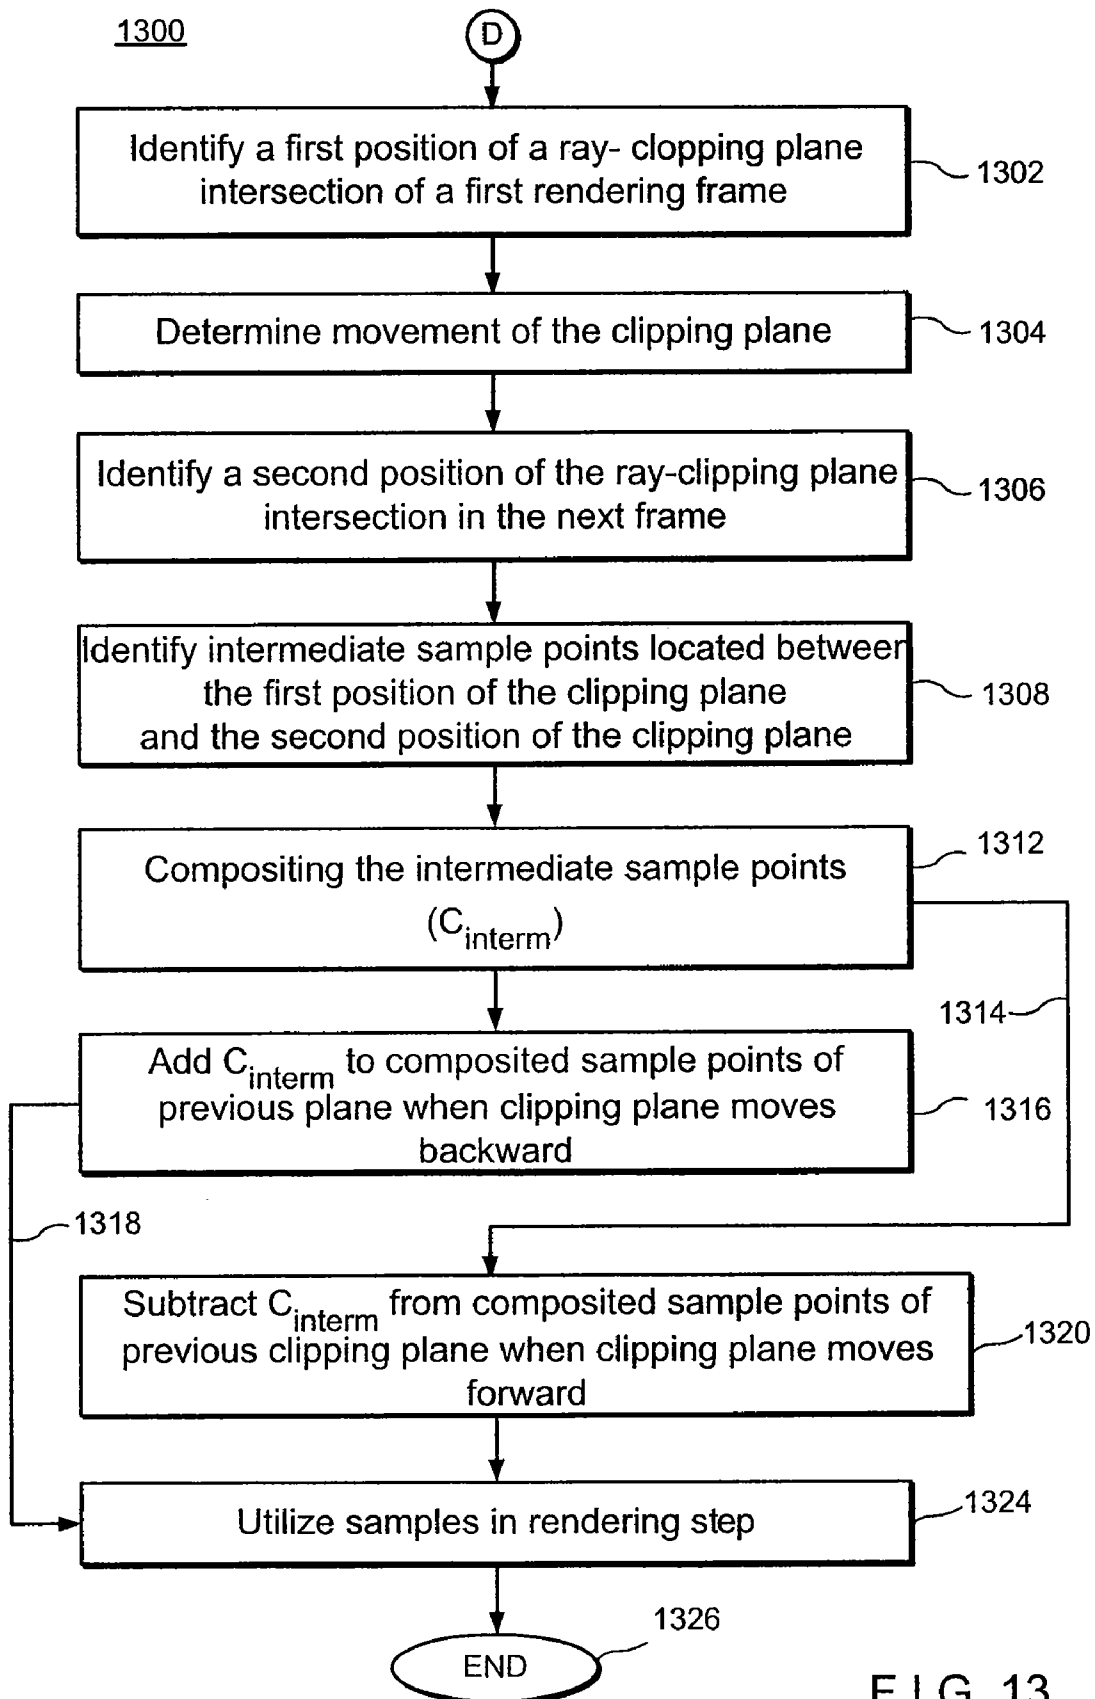 1300
D
Identify a first position of a ray- clopping plane
intersection of a first rendering frame
1302
Determine movement of the clipping plane
1304
Identify a second position of the ray-clipping plane
intersection in the next frame
1306
Identify intermediate sample points located between
the first position of the clipping plane
and the second position of the clipping plane
1308
Compositing the intermediate sample points
(Cinterm)
1312
1314
Add Cinterm to composited sample points of
previous plane when clipping plane moves
backward
1316
1318
Subtract Cinterm from composited sample points of
previous clipping plane when clipping plane moves
forward
1320
Utilize samples in rendering step
1324
END
1326
FIG. 13